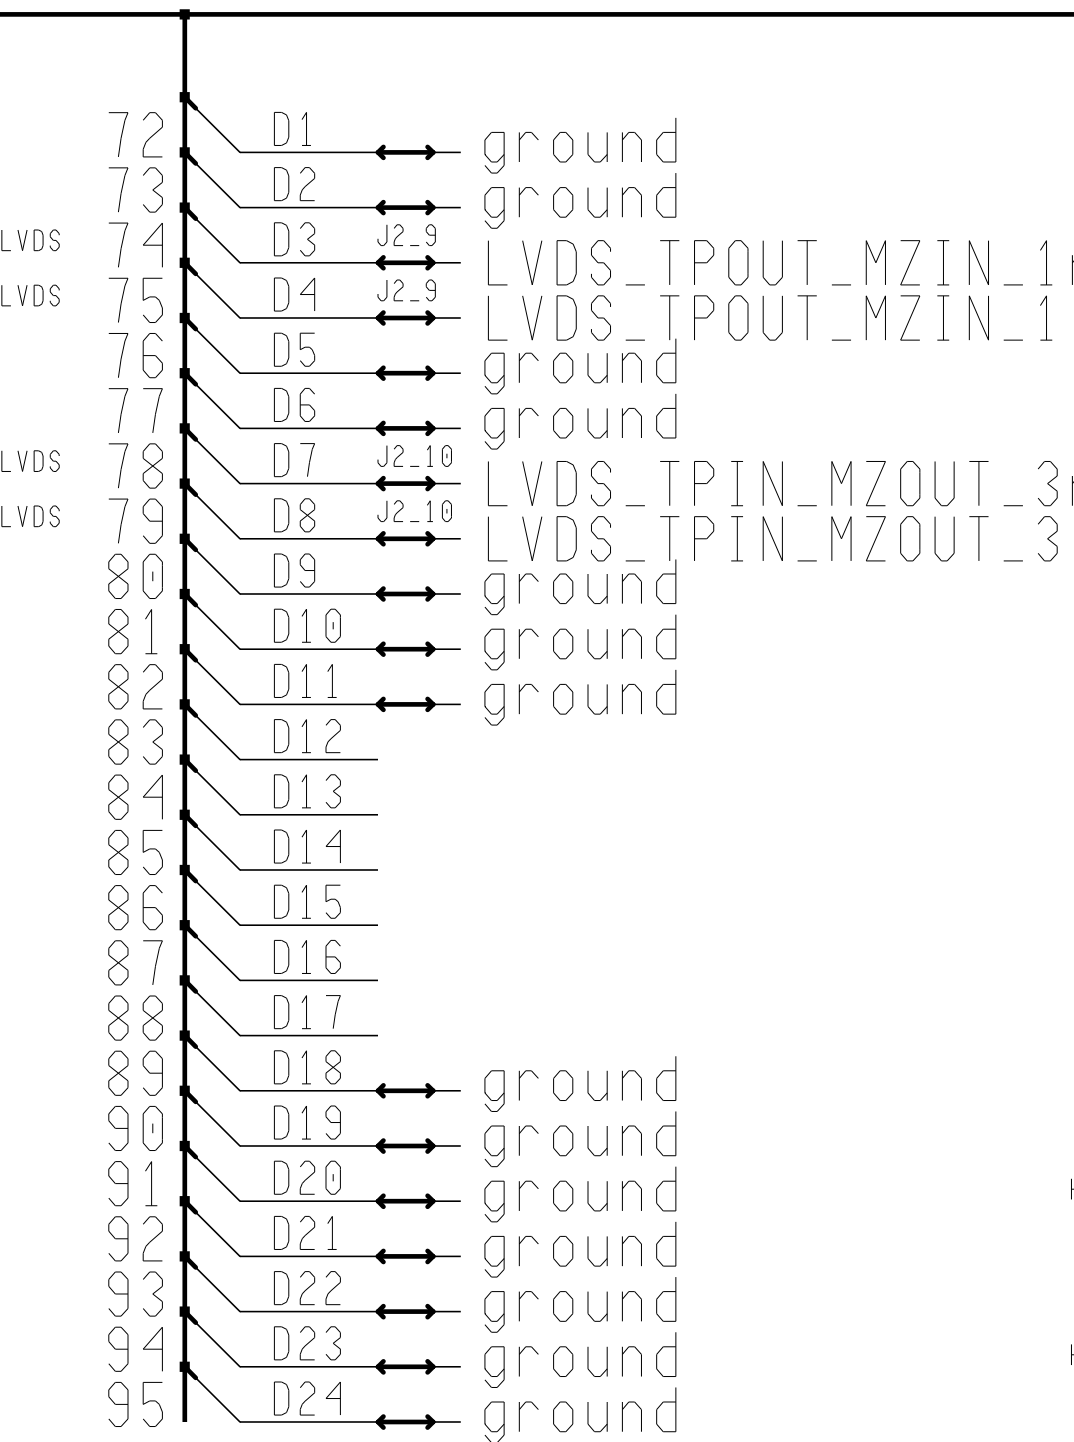 72 D1 ground
73 D2 ground
LVDS 74 D3 J2_9 LVDS_TPOUT_MZIN_1
LVDS 75 D4 J2_9 LVDS_TPOUT_MZIN_1
76 D5 ground
77 D6 ground
LVDS 78 D7 J2_10 LVDS_TPIN_MZOUT_3
LVDS 79 D8 J2_10 LVDS_TPIN_MZOUT_3
80 D9 ground
81 D10 ground
82 D11 ground
83 D12
84 D13
85 D14
86 D15
87 D16
88 D17
89 D18 ground
90 D19 ground
91 D20 ground
92 D21 ground
93 D22 ground
94 D23 ground
95 D24 ground